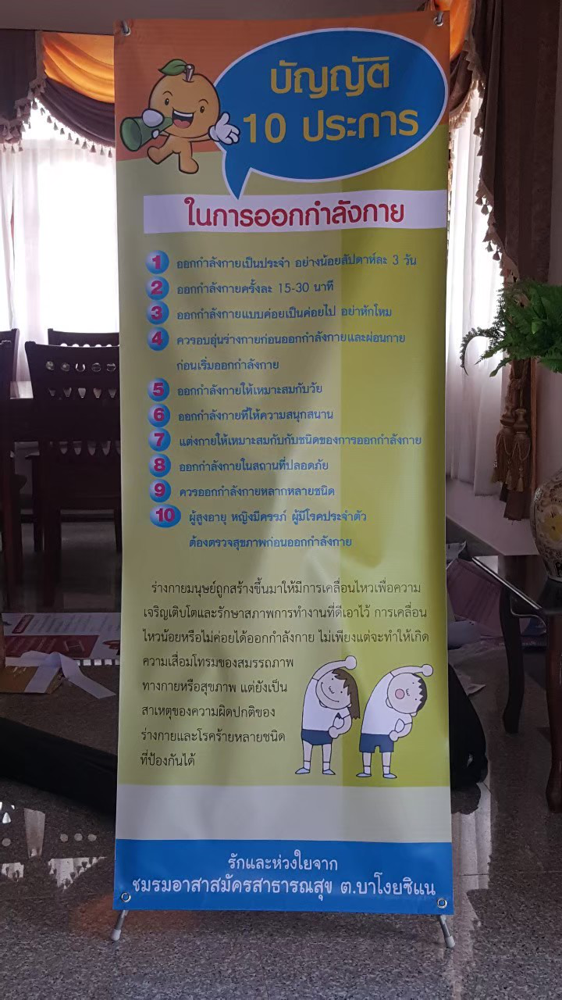 บัญญัติ
10 ประการ
ในการออกกำลังกาย
1 ออกกำลังกายเป็นประจำ อย่างน้อยสัปดาห์ละ 3 วัน
2 ออกกำลังกายครั้งละ 15-30 นาที
3 ออกกำลังกายแบบค่อยเป็นค่อยไป อย่าหักโหม
4 ควรอบอุ่นร่างกายก่อนออกกำลังกายและผ่อนกาย
ก่อนเริ่มออกกำลังกาย
5 ออกกำลังกายให้เหมาะสมกับวัย
6 ออกกำลังกายที่ให้ความสนุกสนาน
7 แต่งกายให้เหมาะสมกับกับชนิดของการออกกำลังกาย
8 ออกกำลังกายในสถานที่ปลอดภัย
9 ควรออกกำลังกายหลากหลายชนิด
10 ผู้สูงอายุ หญิงมีครรภ์ ผู้มีโรคประจำตัว
ต้องตรวจสุขภาพก่อนออกกำลังกาย
ร่างกายมนุษย์ถูกสร้างขึ้นมาให้มีการเคลื่อนไหวเพื่อความ
เจริญเติบโตและรักษาสภาพการทำงานที่ดีเอาไว้ การเคลื่อน
ไหวน้อยหรือไม่ค่อยได้ออกกำลังกาย ไม่เพียงแต่จะทำให้เกิด
ความเสื่อมโทรมของสมรรถภาพ
ทางกายหรือสุขภาพ แต่ยังเป็น
สาเหตุของความผิดปกติของ
ร่างกายและโรคร้ายหลายชนิด
ที่ป้องกันได้
รักและห่วงใยจาก
ชมรมอาสาสมัครสาธารณสุข ต.บาโงยซิแน